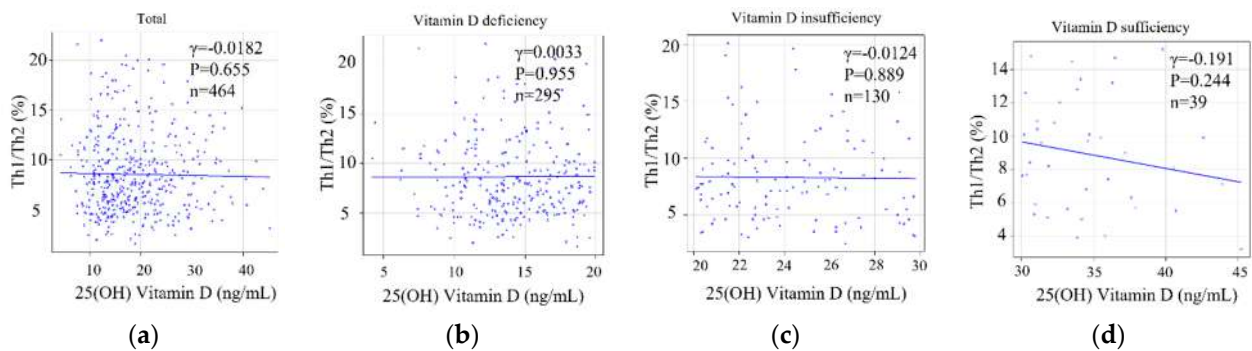 Total
γ=-0.0182
P=0.655
n=464
Th1/Th2 (%)
20
15
10
5
10 20 30 40
25(OH) Vitamin D (ng/mL)
(a)
Vitamin D deficiency
γ=0.0033
P=0.955
n=295
Th1/Th2 (%)
20
15
10
5
5 10 15 20
25(OH) Vitamin D (ng/mL)
(b)
Vitamin D insufficiency
γ=-0.0124
P=0.889
n=130
Th1/Th2 (%)
20
15
10
5
20 22 24 26 28 30
25(OH) Vitamin D (ng/mL)
(c)
Vitamin D sufficiency
γ=-0.191
P=0.244
n=39
Th1/Th2 (%)
14
12
10
8
6
4
30 35 40 45
25(OH) Vitamin D (ng/mL)
(d)